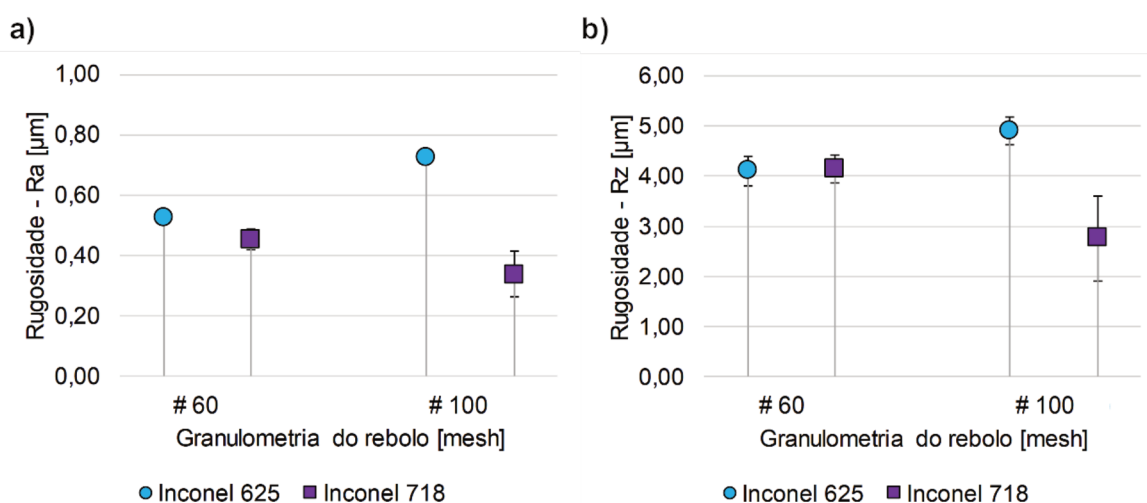 a)
Rugosidade - Ra [µm]
1,00
0,80
0,60
0,40
0,20
0,00
# 60
# 100
Granulometria do rebolo [mesh]
Inconel 625
Inconel 718
b)
Rugosidade - Rz [µm]
6,00
5,00
4,00
3,00
2,00
1,00
0,00
# 60
# 100
Granulometria do rebolo [mesh]
Inconel 625
Inconel 718